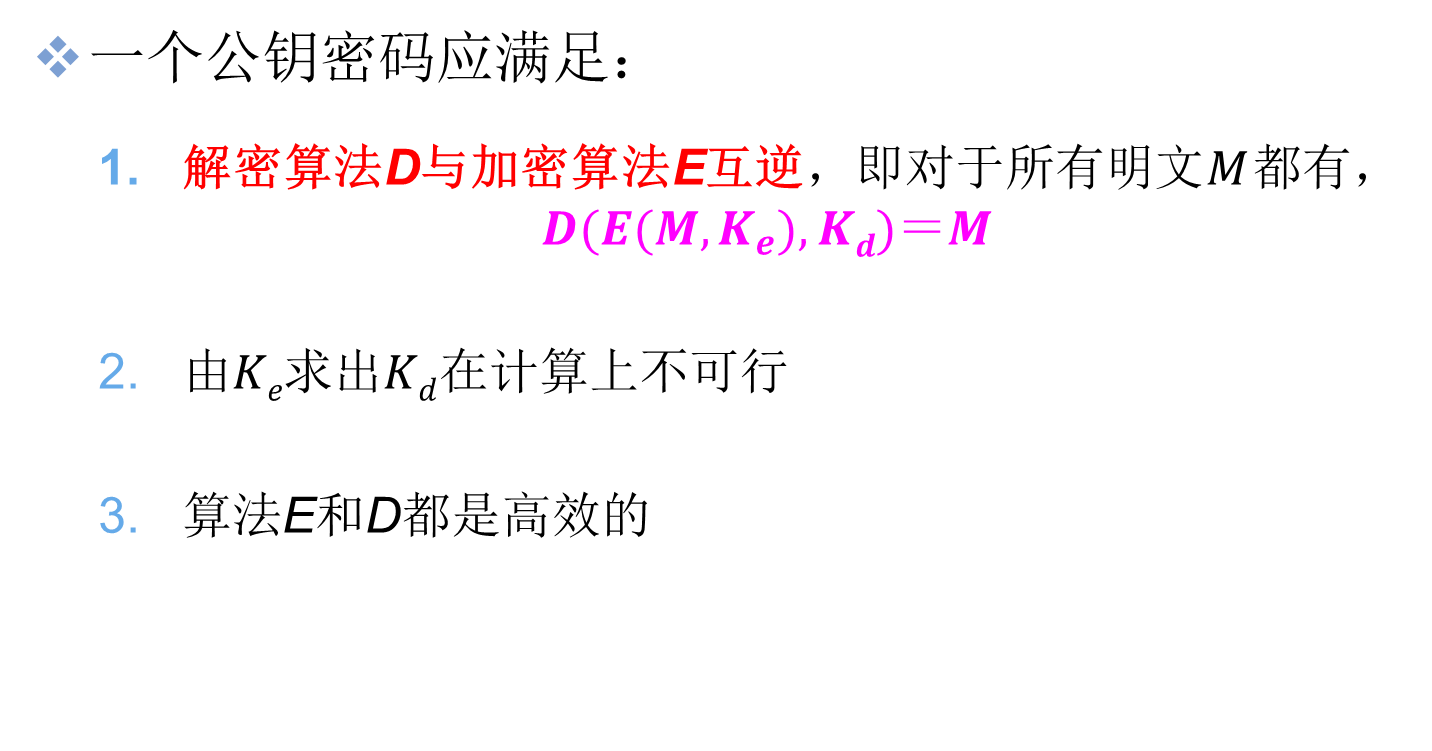 ❖一个公钥密码应满足：
1. 解密算法D与加密算法E互逆，即对于所有明文M都有，
D(E(M,Kₑ),K_d)＝M
2. 由Kₑ求出K_d在计算上不可行
3. 算法E和D都是高效的